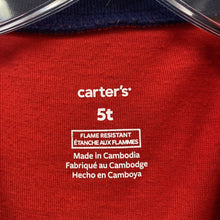 carter's®
5t
FLAME RESISTANT
ÉTANCHE AUX FLAMMES
Made in Cambodia
Fabriqué au Cambodge
Hecho en Camboya